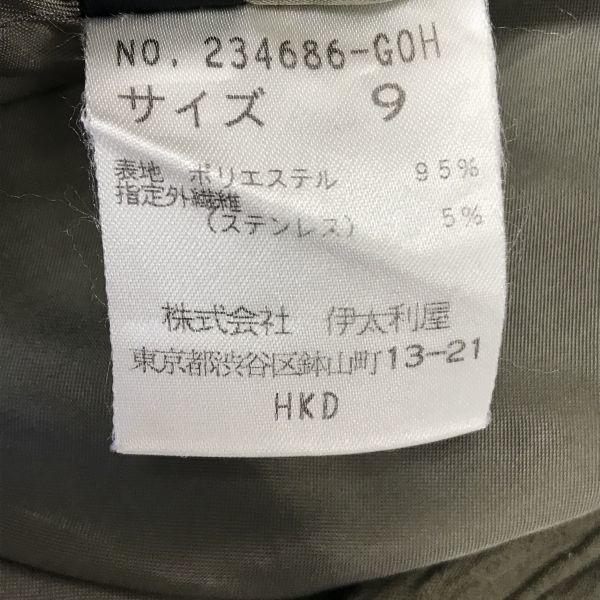 NO. 234686-GOH
サイズ 9
表地 ポリエステル 95%
指定外繊維
(ステンレス) 5%
株式会社 伊太利屋
東京都渋谷区鉢山町13-21
HKD